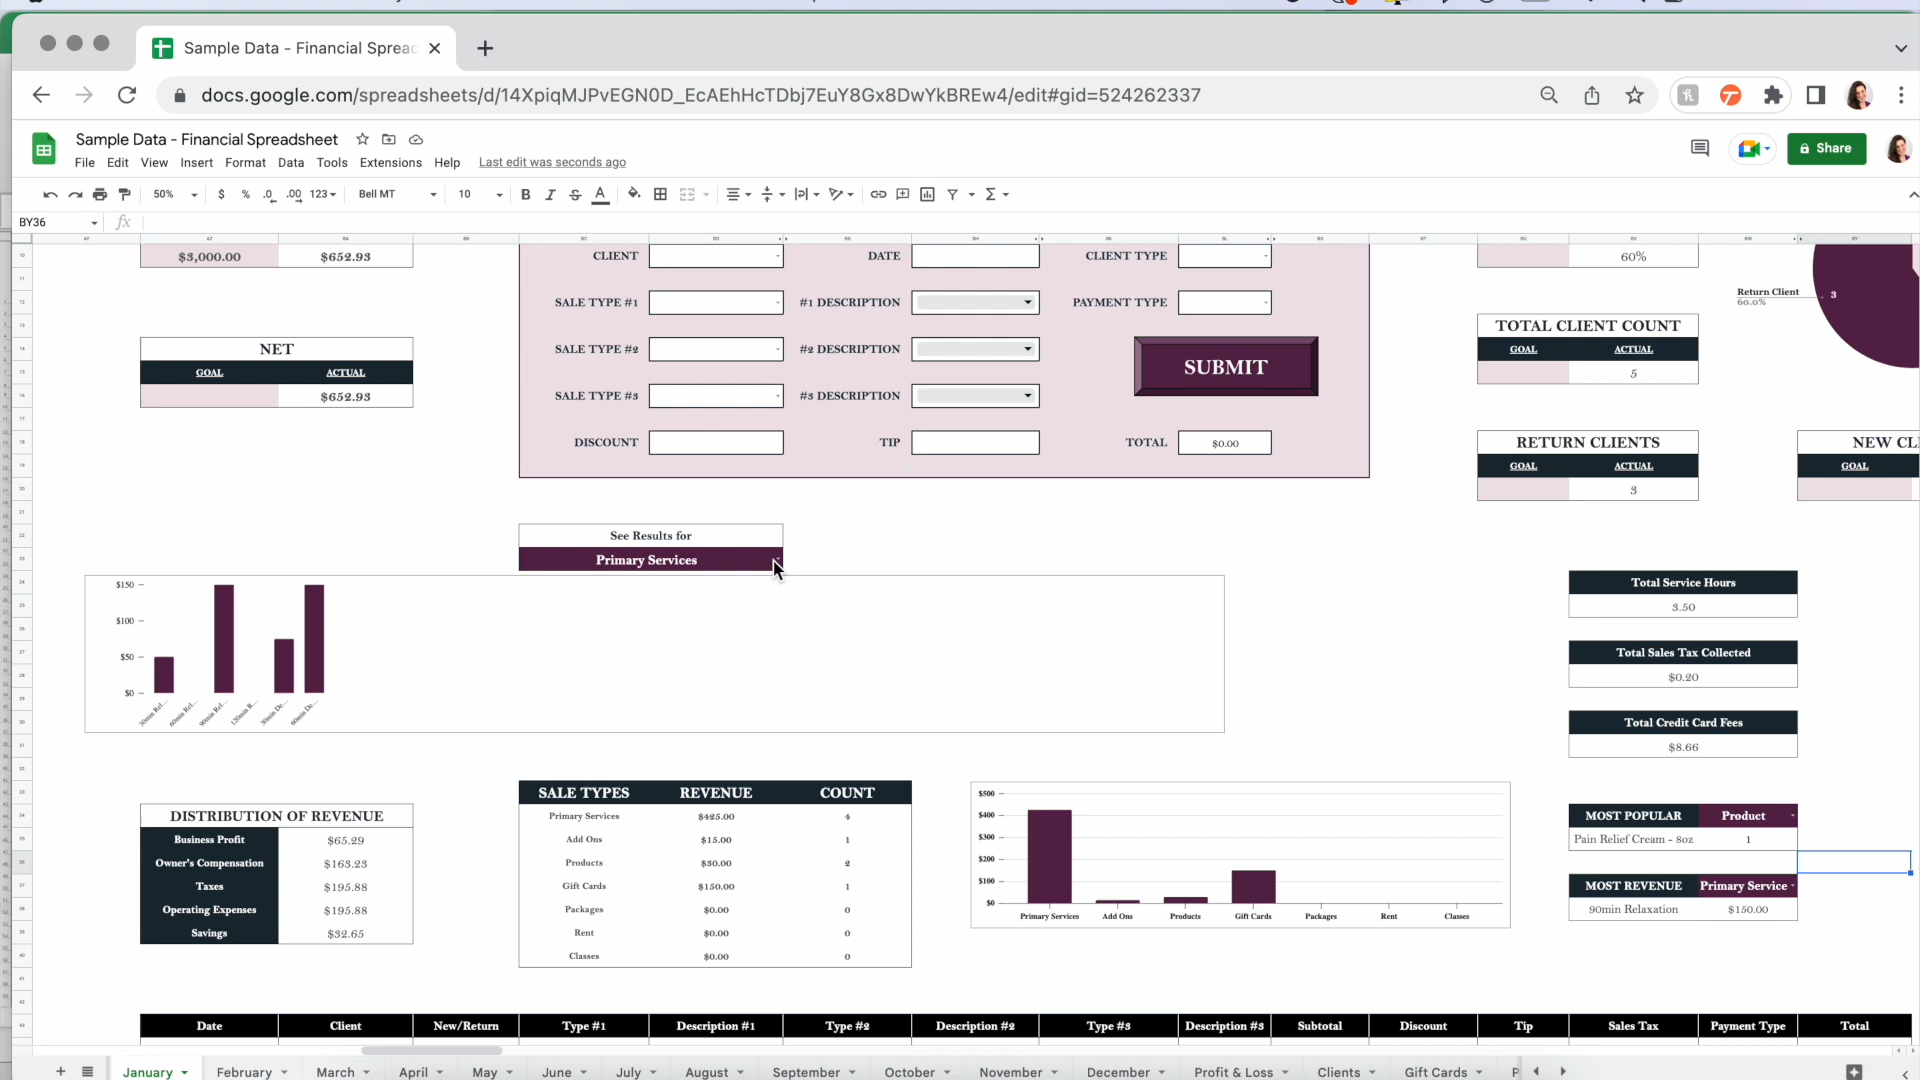 Sample Data - Financial Spreac
docs.google.com/spreadsheets/d/14XpiqMJPvEGN0D_EcAEhHcTDbj7EuY8Gx8DwYkBREw4/edit#gid=524262337
Sample Data - Financial Spreadsheet
File Edit View Insert Format Data Tools Extensions Help Last edit was seconds ago
Share
50% $ % .0 .00 123 Bell MT 10 B I S A
BY36 fx
$3,000.00 $652.93
CLIENT DATE CLIENT TYPE
60%
Return Client 3
60.0%
SALE TYPE #1 #1 DESCRIPTION PAYMENT TYPE
TOTAL CLIENT COUNT
GOAL ACTUAL
5
NET
GOAL ACTUAL
$652.93
SALE TYPE #2 #2 DESCRIPTION
SUBMIT
SALE TYPE #3 #3 DESCRIPTION
DISCOUNT TIP TOTAL $0.00
RETURN CLIENTS
GOAL ACTUAL
3
NEW CL
GOAL
See Results for
Primary Services
$150
$100
$50
$0
30min Rel...
60min Rel...
90min Rel...
120min R...
30min De...
60min De...
Total Service Hours
3.50
Total Sales Tax Collected
$0.20
Total Credit Card Fees
$8.66
DISTRIBUTION OF REVENUE
Business Profit $65.29
Owner's Compensation $163.23
Taxes $195.88
Operating Expenses $195.88
Savings $32.65
SALE TYPES REVENUE COUNT
Primary Services $425.00 4
Add Ons $15.00 1
Products $30.00 2
Gift Cards $150.00 1
Packages $0.00 0
Rent $0.00 0
Classes $0.00 0
$500
$400
$300
$200
$100
$0
Primary Services Add Ons Products Gift Cards Packages Rent Classes
MOST POPULAR Product
Pain Relief Cream - 8oz 1
MOST REVENUE Primary Service
90min Relaxation $150.00
Date Client New/Return Type #1 Description #1 Type #2 Description #2 Type #3 Description #3 Subtotal Discount Tip Sales Tax Payment Type Total
January February March April May June July August September October November December Profit & Loss Clients Gift Cards P